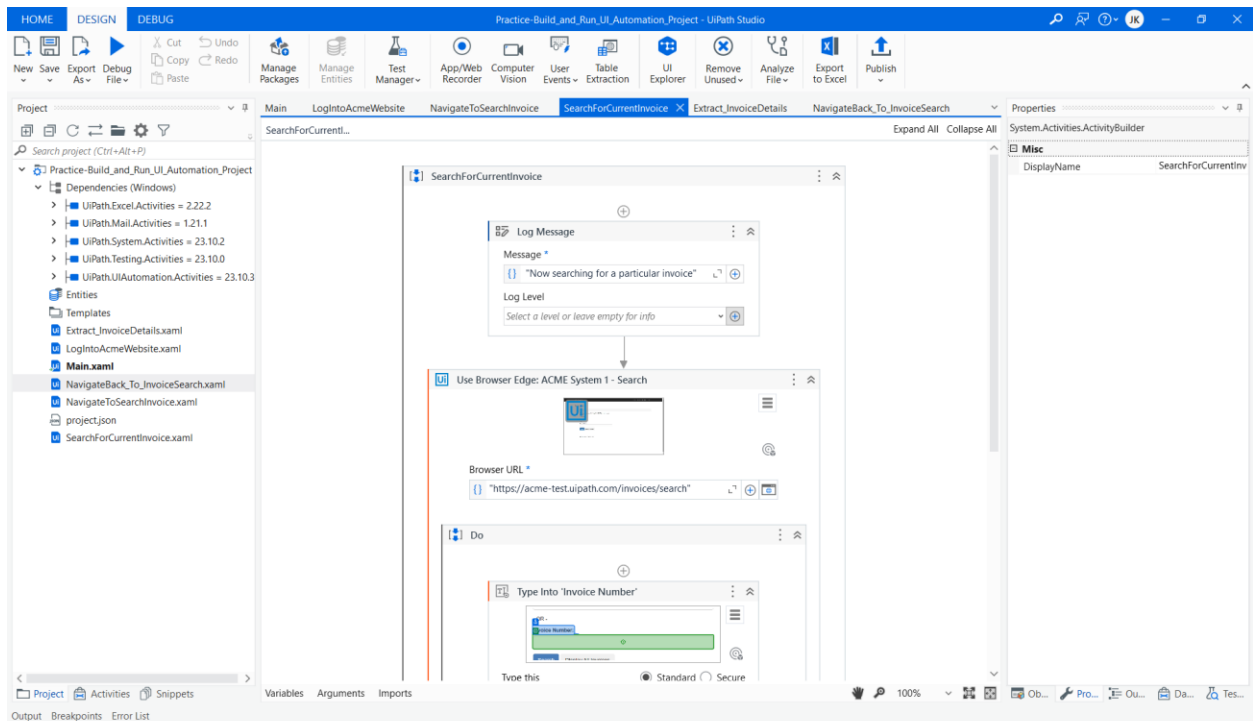 HOME DESIGN DEBUG Practice-Build_and_Run_UI_Automation_Project - UiPath Studio JK
Cut Undo
Copy Redo
Paste
New Save Export As Debug File Manage Packages Manage Entities Test Manager App/Web Recorder Computer Vision User Events Table Extraction UI Explorer Remove Unused Analyze File Export to Excel Publish
Project
Search project (Ctrl+Alt+P)
Practice-Build_and_Run_UI_Automation_Project
Dependencies (Windows)
UiPath.Excel.Activities = 2.22.2
UiPath.Mail.Activities = 1.21.1
UiPath.System.Activities = 23.10.2
UiPath.Testing.Activities = 23.10.0
UiPath.UIAutomation.Activities = 23.10.3
Entities
Templates
Extract_InvoiceDetails.xaml
LogIntoAcmeWebsite.xaml
Main.xaml
NavigateBack_To_InvoiceSearch.xaml
NavigateToSearchInvoice.xaml
project.json
SearchForCurrentInvoice.xaml
Main LogIntoAcmeWebsite NavigateToSearchInvoice SearchForCurrentInvoice Extract_InvoiceDetails NavigateBack_To_InvoiceSearch
SearchForCurrentI... Expand All Collapse All
SearchForCurrentInvoice
Log Message
Message *
"Now searching for a particular invoice"
Log Level
Select a level or leave empty for info
Ui Use Browser Edge: ACME System 1 - Search
Ui
Browser URL *
"https://acme-test.uipath.com/invoices/search"
Do
Type Into 'Invoice Number'
Type this Standard Secure
Properties
System.Activities.ActivityBuilder
Misc
DisplayName SearchForCurrentInv
Project Activities Snippets
Variables Arguments Imports 100%
Ob... Pro... Ou... Da... Tes...
Output Breakpoints Error List